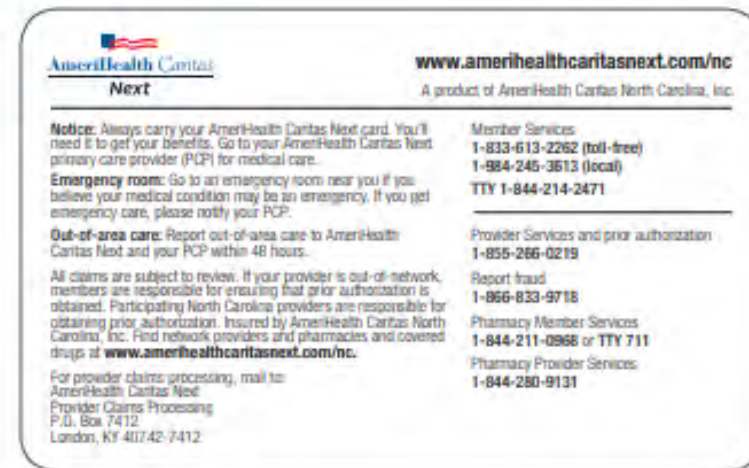 AmeriHealth Caritas
Next
www.amerihealthcaritasnext.com/nc
A product of AmeriHealth Caritas North Carolina, Inc.
Notice: Always carry your AmeriHealth Caritas Next card. You'll
need it to get your benefits. Go to your AmeriHealth Caritas Next
primary care provider (PCP) for medical care.
Emergency room: Go to an emergency room near you if you
believe your medical condition may be an emergency. If you get
emergency care, please notify your PCP.
Out-of-area care: Report out-of-area care to AmeriHealth
Caritas Next and your PCP within 48 hours.
All claims are subject to review. If your provider is out-of-network,
members are responsible for ensuring that prior authorization is
obtained. Participating North Carolina providers are responsible for
obtaining prior authorization. Insured by AmeriHealth Caritas North
Carolina, Inc. Find network providers and pharmacies and covered
drugs at www.amerihealthcaritasnext.com/nc.
For provider claims processing, mail to:
AmeriHealth Caritas Next
Provider Claims Processing
P.O. Box 7412
London, KY 40742-7412
Member Services
1-833-613-2262 (toll-free)
1-984-245-3613 (local)
TTY 1-844-214-2471
Provider Services and prior authorization
1-855-266-0219
Report fraud
1-866-833-9718
Pharmacy Member Services
1-844-211-0968 or TTY 711
Pharmacy Provider Services
1-844-280-9131